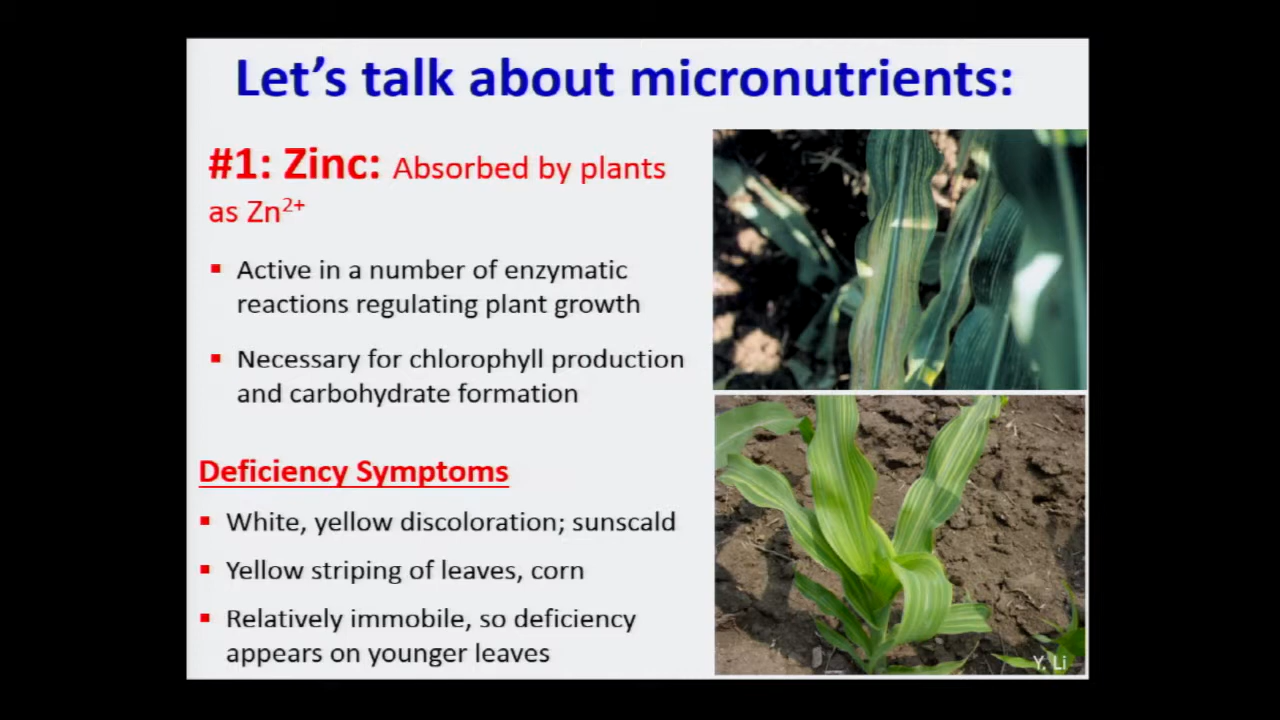 Let's talk about micronutrients:
#1: Zinc: Absorbed by plants
as Zn²⁺
▪ Active in a number of enzymatic
reactions regulating plant growth
▪ Necessary for chlorophyll production
and carbohydrate formation
Deficiency Symptoms
▪ White, yellow discoloration; sunscald
▪ Yellow striping of leaves, corn
▪ Relatively immobile, so deficiency
appears on younger leaves
Y. Li